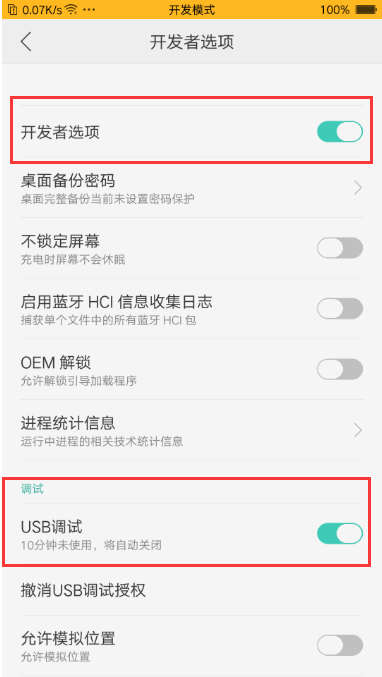 0.07K/s 开发模式 100%
开发者选项
开发者选项
桌面备份密码
桌面完整备份当前未设置密码保护
不锁定屏幕
充电时屏幕不会休眠
启用蓝牙 HCI 信息收集日志
捕获单个文件中的所有蓝牙 HCI 包
OEM 解锁
允许解锁引导加载程序
进程统计信息
运行中进程的相关技术统计信息
调试
USB调试
10分钟未使用，将自动关闭
撤消USB调试授权
允许模拟位置
允许模拟位置